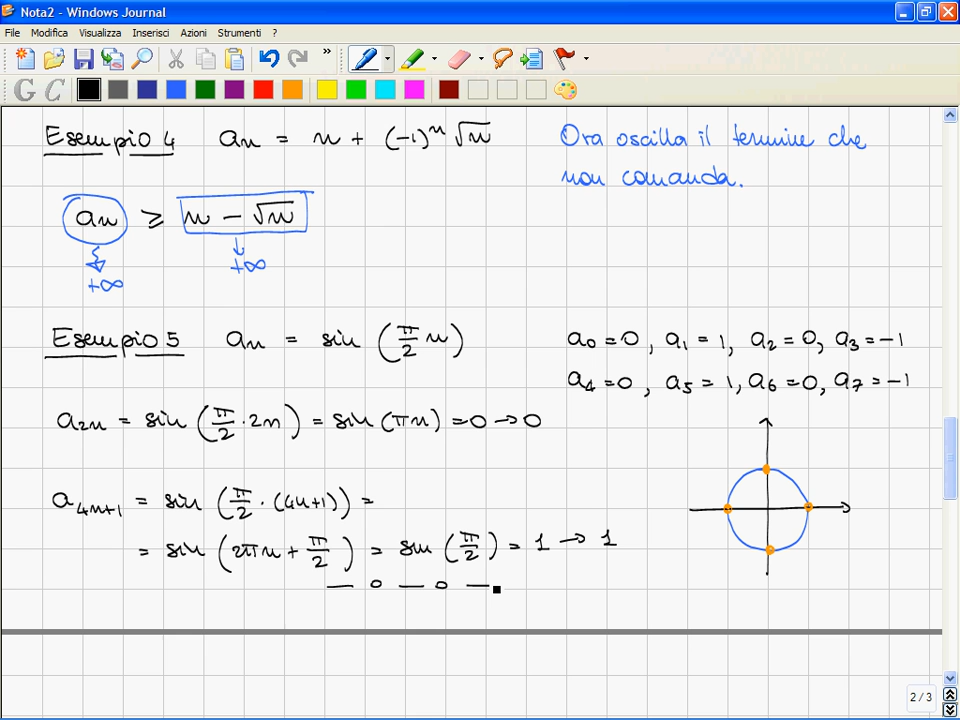 Nota2 - Windows Journal
File Modifica Visualizza Inserisci Azioni Strumenti ?
»
G C
Esempio 4 an = n + (-1)^n √n
Ora oscilla il termine che
non comanda.
an ≥ n - √n
+∞ +∞
Esempio 5 an = sin (π/2 n)
a0 = 0, a1 = 1, a2 = 0, a3 = -1
a4 = 0, a5 = 1, a6 = 0, a7 = -1
a2n = sin (π/2 · 2n) = sin (πn) = 0 → 0
a4n+1 = sin (π/2 · (4n+1)) =
= sin (2πn + π/2) = sin (π/2) = 1 → 1
— o — o —
2/3